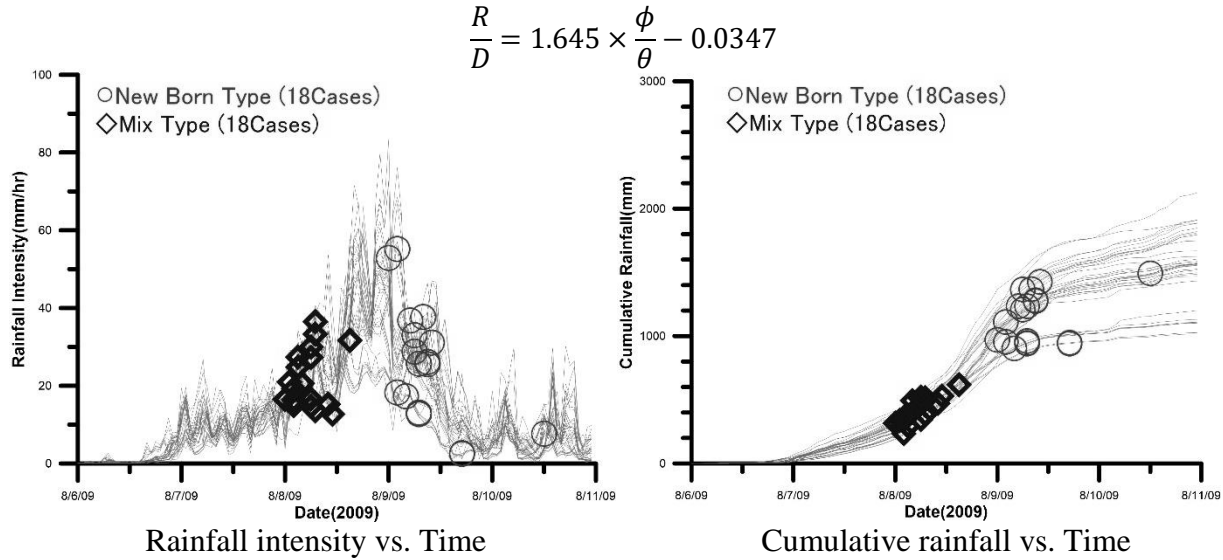 R/D = 1.645 × ϕ/θ − 0.0347
100
80
60
40
20
0
Rainfall Intensity(mm/hr)
○New Born Type (18Cases)
◇Mix Type (18Cases)
8/6/09 8/7/09 8/8/09 8/9/09 8/10/09 8/11/09
Date(2009)
Rainfall intensity vs. Time
3000
2000
1000
0
Cumulative Rainfall(mm)
○New Born Type (18Cases)
◇Mix Type (18Cases)
8/6/09 8/7/09 8/8/09 8/9/09 8/10/09 8/11/09
Date(2009)
Cumulative rainfall vs. Time